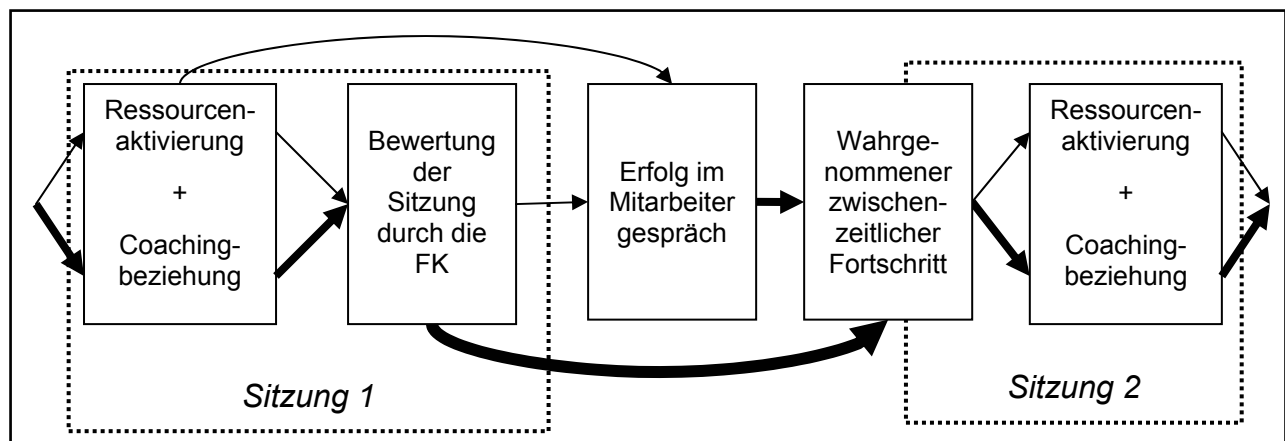 Ressourcen-
aktivierung
+
Coaching-
beziehung
Bewertung
der
Sitzung
durch die
FK
Erfolg im
Mitarbeiter
gespräch
Wahrge-
nommener
zwischen-
zeitlicher
Fortschritt
Ressourcen-
aktivierung
+
Coaching-
beziehung
Sitzung 1
Sitzung 2